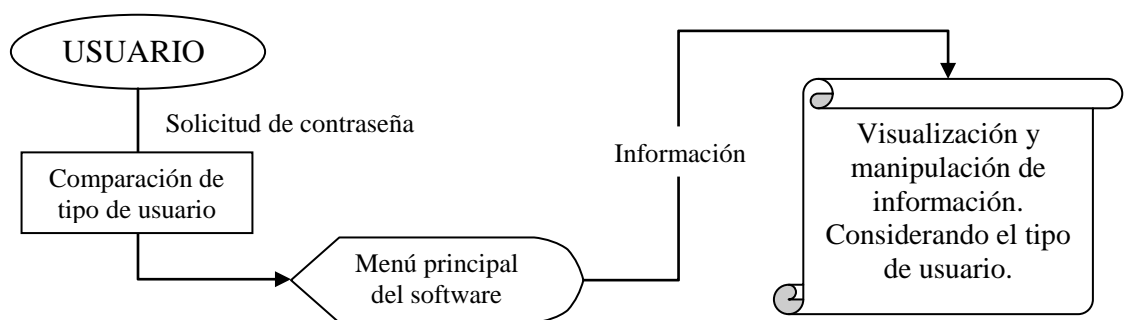 USUARIO
Solicitud de contraseña
Comparación de
tipo de usuario
Menú principal
del software
Información
Visualización y
manipulación de
información.
Considerando el tipo
de usuario.